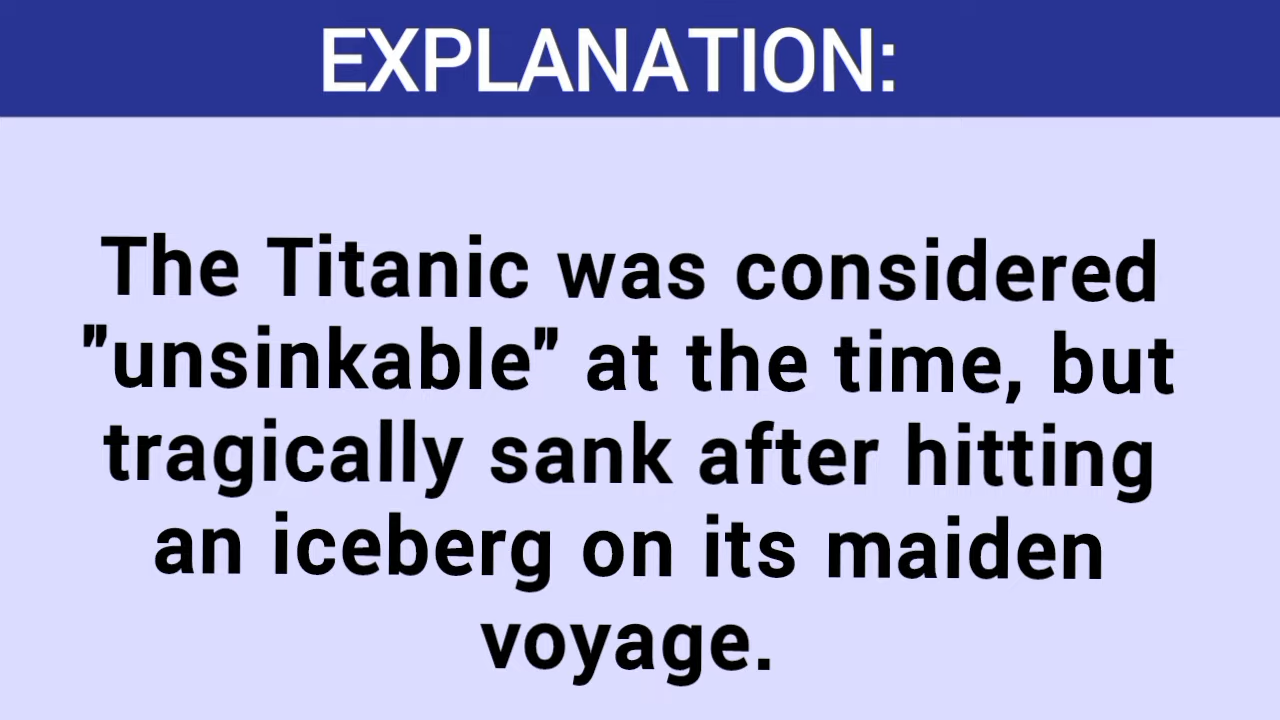 EXPLANATION:
The Titanic was considered
"unsinkable" at the time, but
tragically sank after hitting
an iceberg on its maiden
voyage.